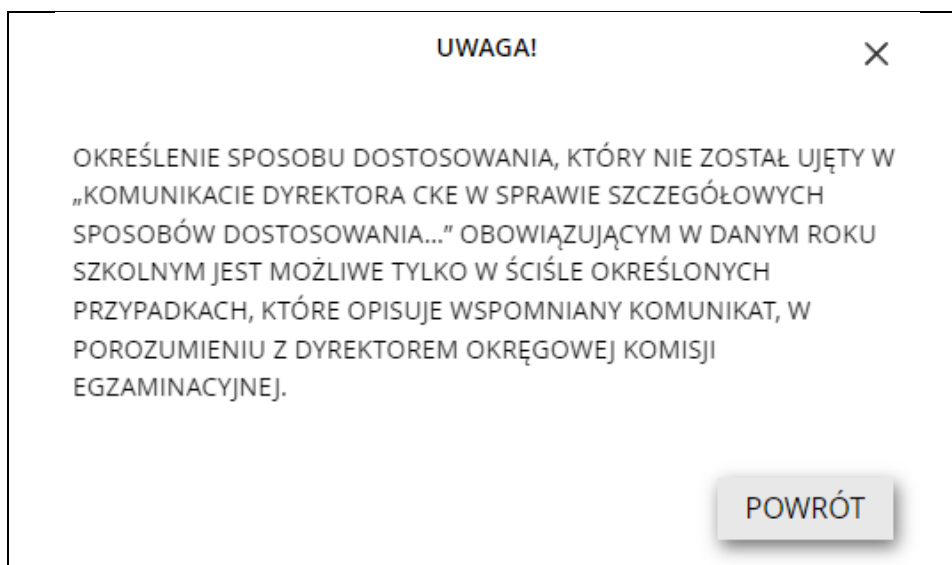 UWAGA!
OKREŚLENIE SPOSOBU DOSTOSOWANIA, KTÓRY NIE ZOSTAŁ UJĘTY W
„KOMUNIKACIE DYREKTORA CKE W SPRAWIE SZCZEGÓŁOWYCH
SPOSOBÓW DOSTOSOWANIA...” OBOWIĄZUJĄCYM W DANYM ROKU
SZKOLNYM JEST MOŻLIWE TYLKO W ŚCIŚLE OKREŚLONYCH
PRZYPADKACH, KTÓRE OPISUJE WSPOMNIANY KOMUNIKAT, W
POROZUMIENIU Z DYREKTOREM OKRĘGOWEJ KOMISJI
EGZAMINACYJNEJ.
POWRÓT